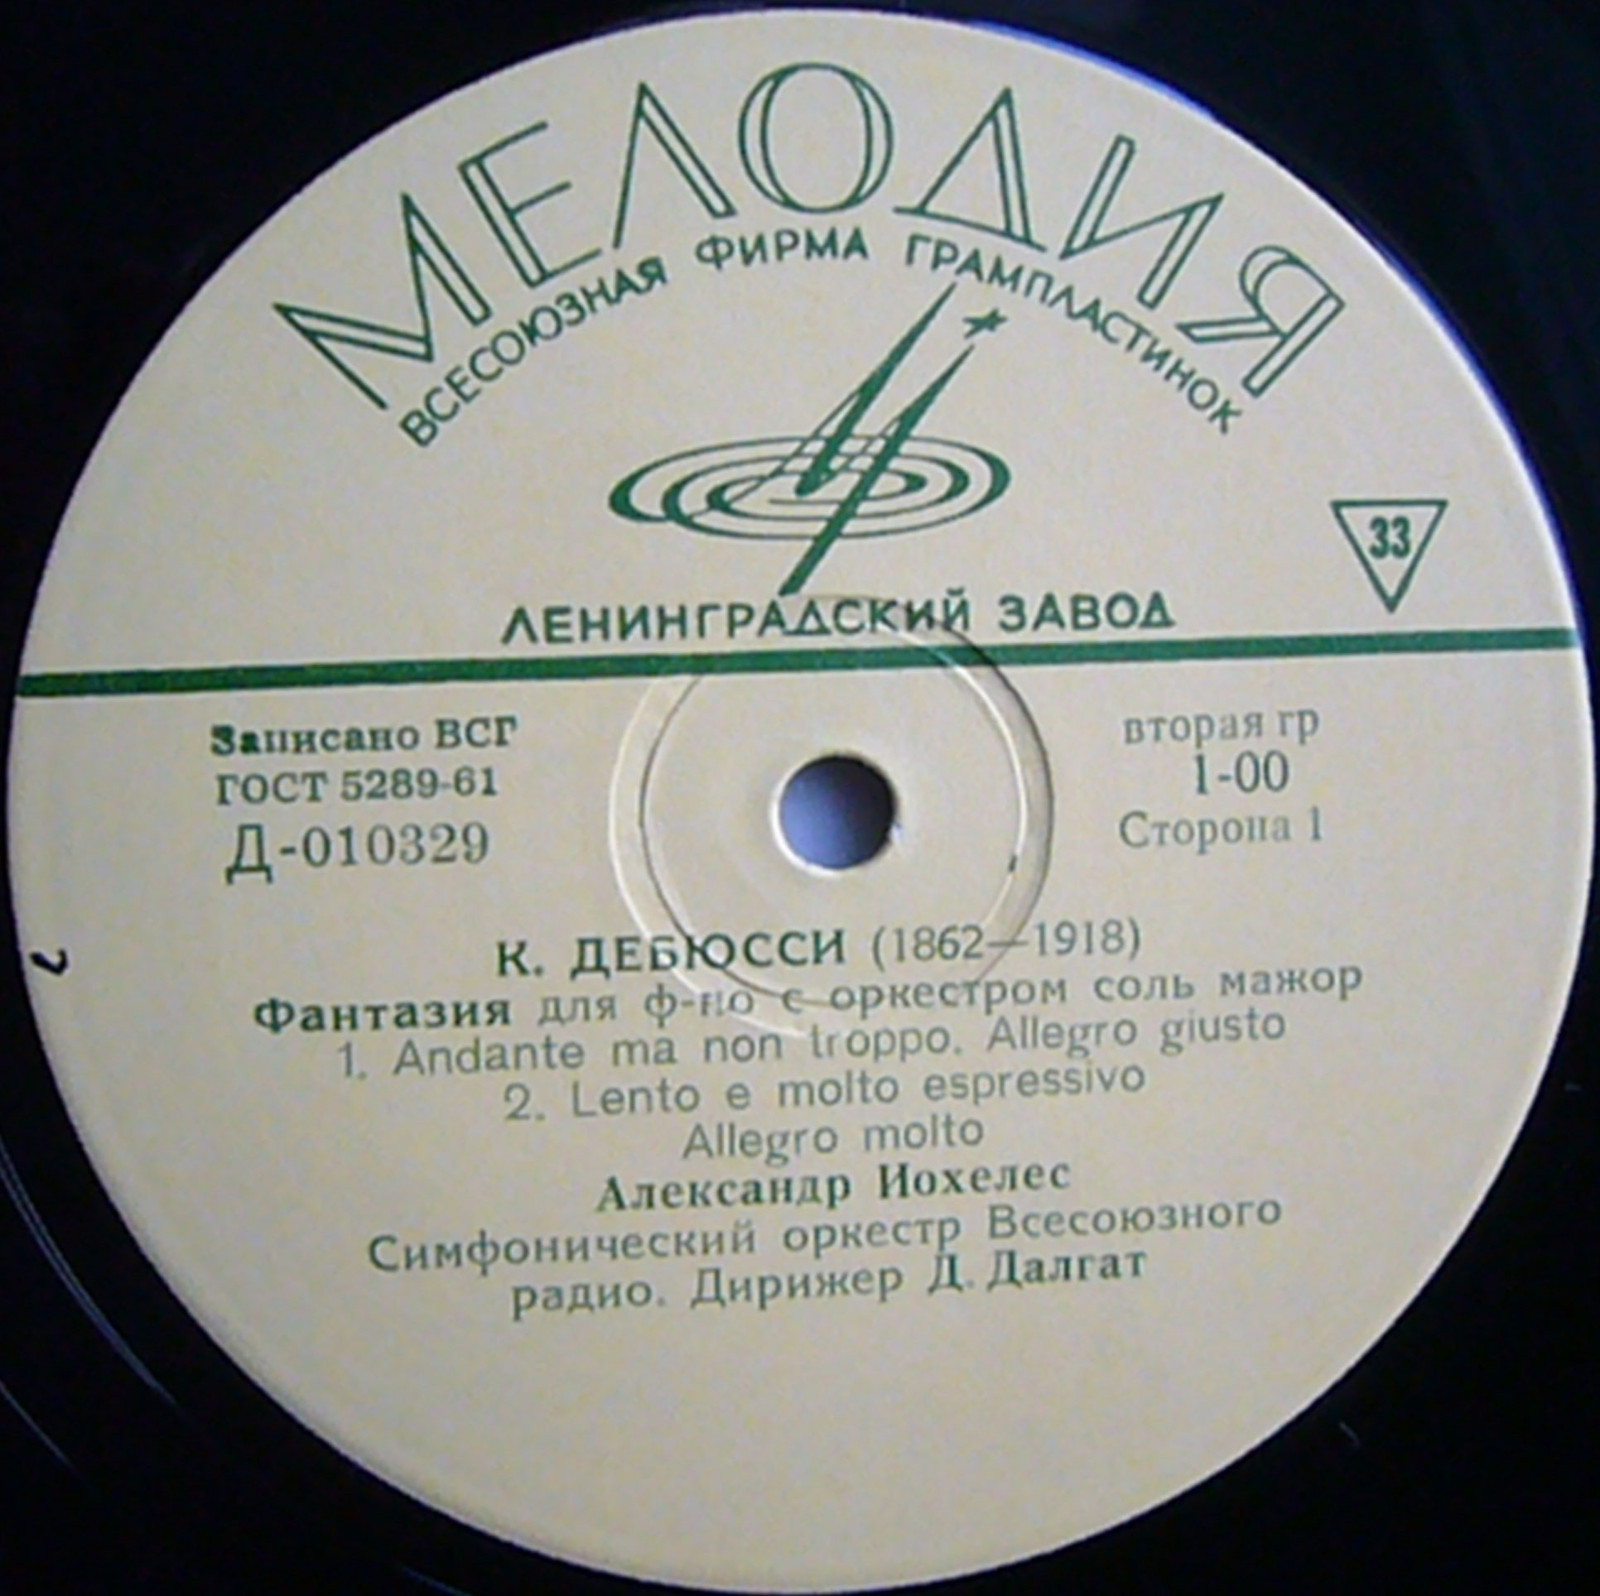 МЕЛОДИЯ
ВСЕСОЮЗНАЯ ФИРМА ГРАМПЛАСТИНОК
33
ЛЕНИНГРАДСКИЙ ЗАВОД
Записано ВСГ
ГОСТ 5289-61
Д-010329
вторая гр
1-00
Сторона 1
К. ДЕБЮССИ (1862—1918)
Фантазия для ф-но с оркестром соль мажор
1. Andante ma non troppo. Allegro giusto
2. Lento e molto espressivo
Allegro molto
Александр Иохелес
Симфонический оркестр Всесоюзного
радио. Дирижер Д. Далгат